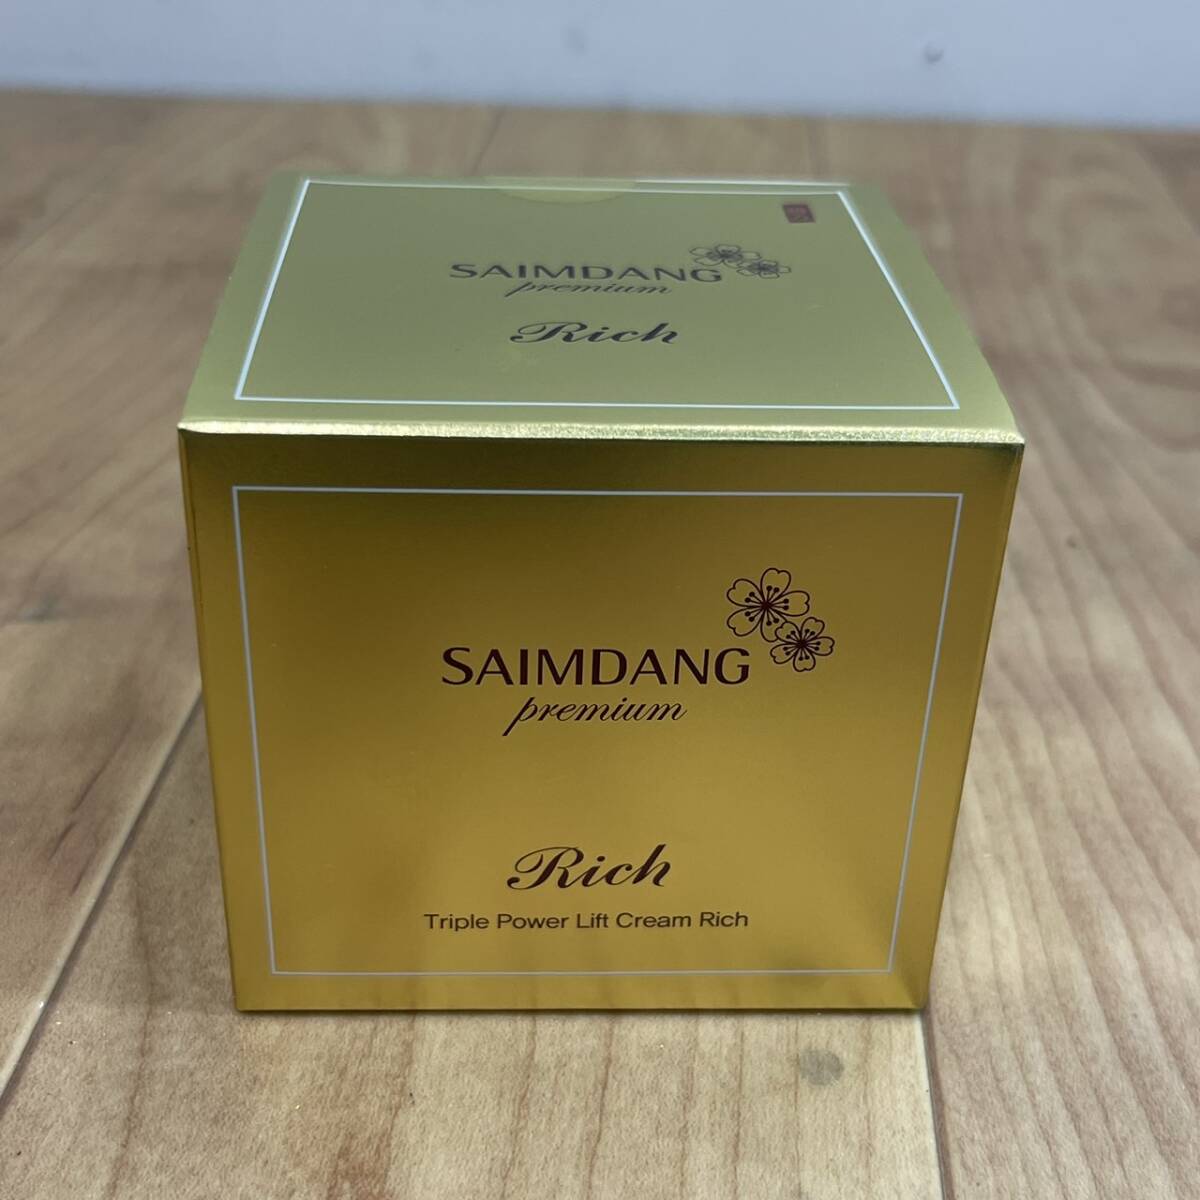 SAIMDANG
premium
Rich
SAIMDANG
premium
Rich
Triple Power Lift Cream Rich